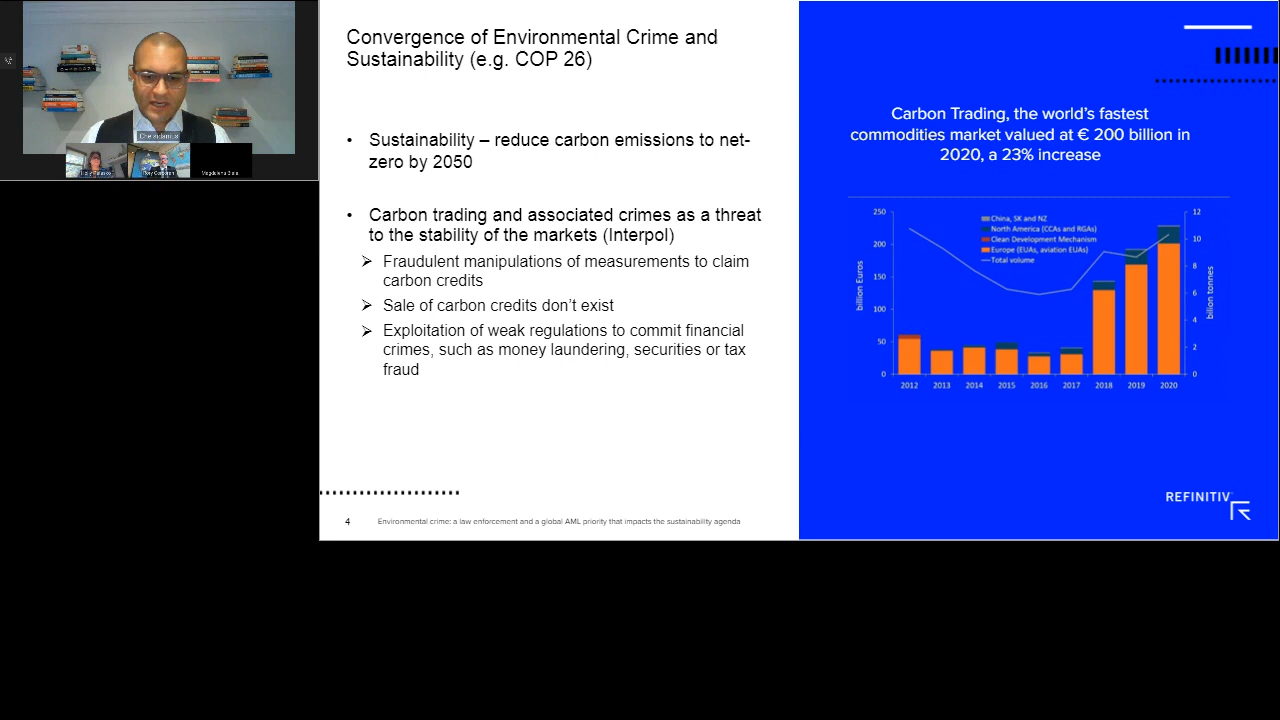 Che Sidanius
Rory Corcoran
Convergence of Environmental Crime and
Sustainability (e.g. COP 26)
• Sustainability – reduce carbon emissions to net-
zero by 2050
• Carbon trading and associated crimes as a threat
to the stability of the markets (Interpol)
➢ Fraudulent manipulations of measurements to claim
carbon credits
➢ Sale of carbon credits don’t exist
➢ Exploitation of weak regulations to commit financial
crimes, such as money laundering, securities or tax
fraud
4
Environmental crime: a law enforcement and a global AML priority that impacts the sustainability agenda
Carbon Trading, the world’s fastest
commodities market valued at € 200 billion in
2020, a 23% increase
China, SK and NZ
North America (CCAs and RGAs)
Clean Development Mechanism
Europe (EUAs, aviation EUAs)
Total volume
billion Euros
250
200
150
100
50
0
12
10
8
6
4
2
0
billion tonnes
2012 2013 2014 2015 2016 2017 2018 2019 2020
REFINITIV